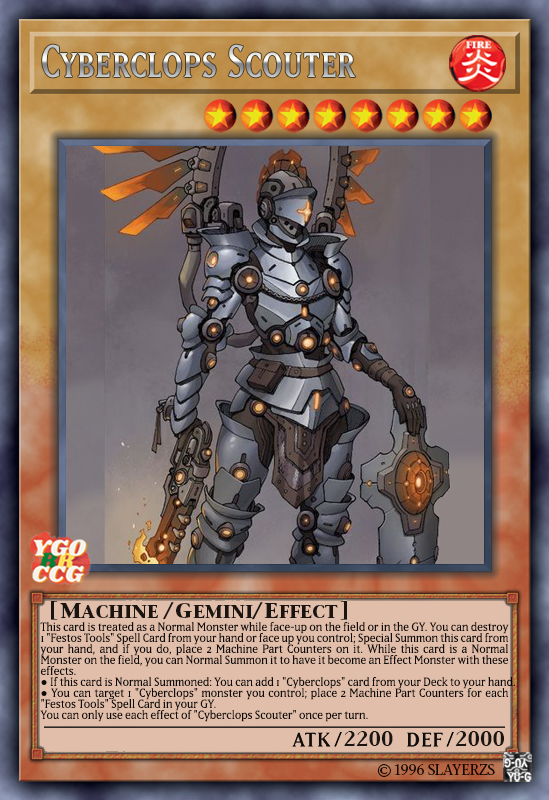 CYBERCLOPS SCOUTER
FIRE
炎
YGO
BR
CCG
[MACHINE /GEMINI/EFFECT]
This card is treated as a Normal Monster while face-up on the field or in the GY. You can destroy
1 "Festos Tools" Spell Card from your hand or face up you control; Special Summon this card from
your hand, and if you do, place 2 Machine Part Counters on it. While this card is a Normal
Monster on the field, you can Normal Summon it to have it become an Effect Monster with these
effects.
● If this card is Normal Summoned: You can add 1 "Cyberclops" card from your Deck to your hand.
● You can target 1 "Cyberclops" monster you control; place 2 Machine Part Counters for each
"Festos Tools" Spell Card in your GY.
You can only use each effect of "Cyberclops Scouter" once per turn.
ATK/2200 DEF/2000
© 1996 SLAYERZS
YU-G